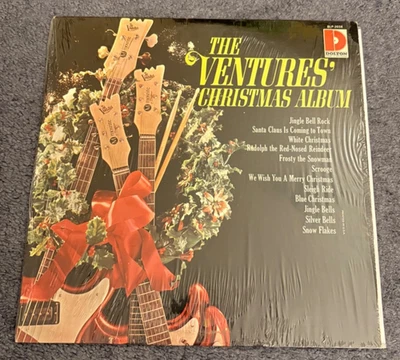 BLP 2038
D
DOLTON
THE
VENTURES'
CHRISTMAS ALBUM
Jingle Bell Rock
Santa Claus Is Coming to Town
White Christmas
Rudolph the Red-Nosed Reindeer
Frosty the Snowman
Scrooge
We Wish You A Merry Christmas
Sleigh Ride
Blue Christmas
Jingle Bells
Silver Bells
Snow Flakes